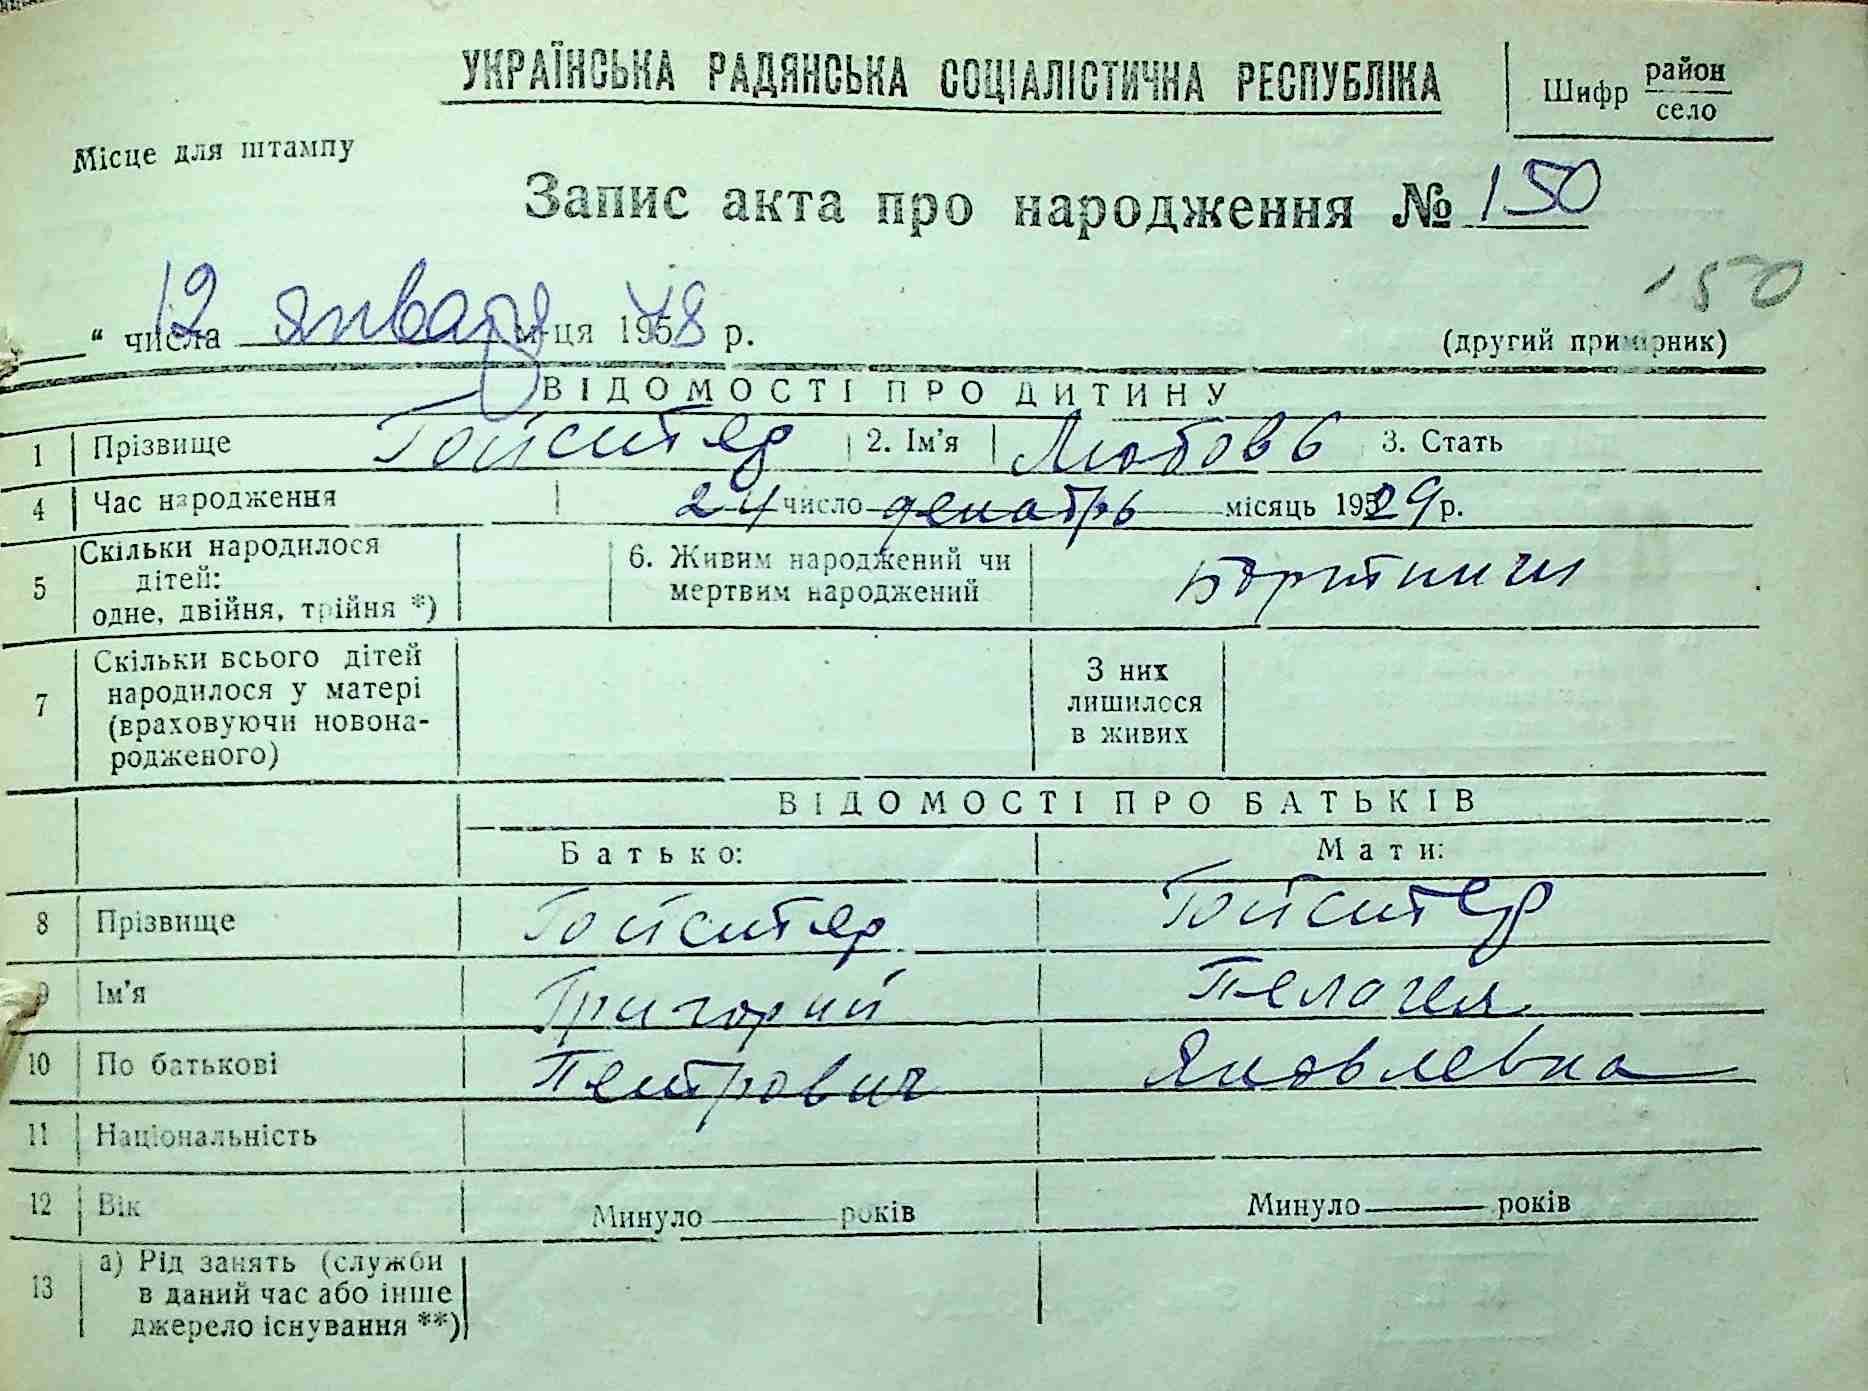 УКРАЇНСЬКА РАДЯНСЬКА СОЦІАЛІСТИЧНА РЕСПУБЛІКА
Шифр район
село
Місце для штампу
Запис акта про народження № 150
150
" 12 числа января м-ця 1948 р.
(другий примірник)
ВІДОМОСТІ ПРО ДИТИНУ
1 Прізвище Гойстер 2. Ім'я Любовь 3. Стать
4 Час народження 24 число декабрь місяць 1929 р.
5 Скільки народилося дітей: одне, двійня, трійня *) 6. Живим народжений чи мертвим народжений Бортничи
7 Скільки всього дітей народилося у матері (враховуючи новонародженого) З них лишилося в живих
ВІДОМОСТІ ПРО БАТЬКІВ
Батько: Мати:
8 Прізвище Гойстер Гойстер
9 Ім'я Григорий Пелагея
10 По батькові Петрович Яковлевна
11 Національність
12 Вік Минуло ——— років Минуло ——— років
13 а) Рід занять (служби в даний час або інше джерело існування **)